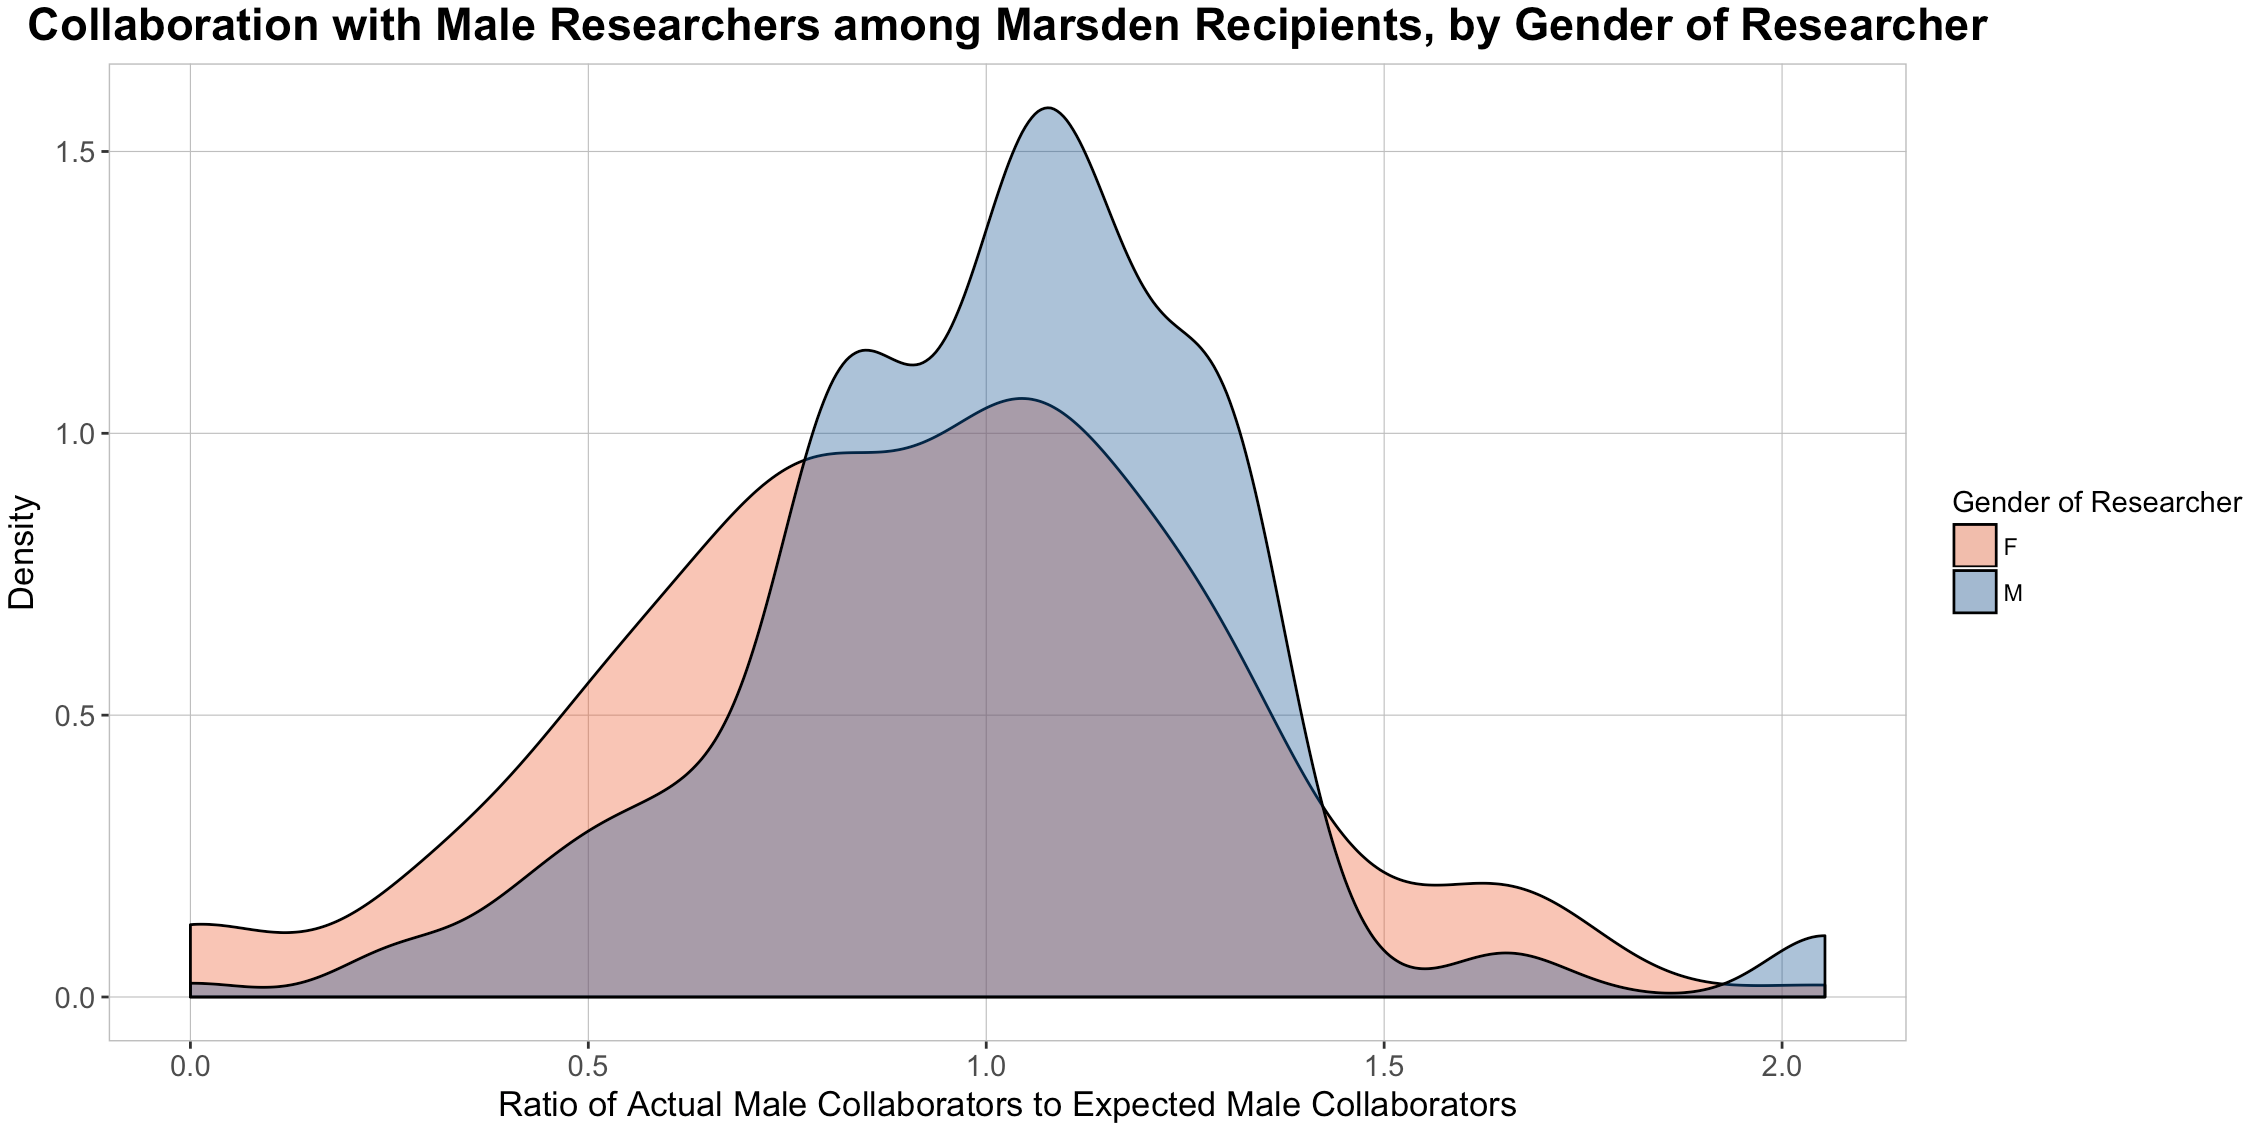 Collaboration with Male Researchers among Marsden Recipients, by Gender of Researcher
1.5
1.0
0.5
0.0
Density
0.0 0.5 1.0 1.5 2.0
Ratio of Actual Male Collaborators to Expected Male Collaborators
Gender of Researcher
F
M